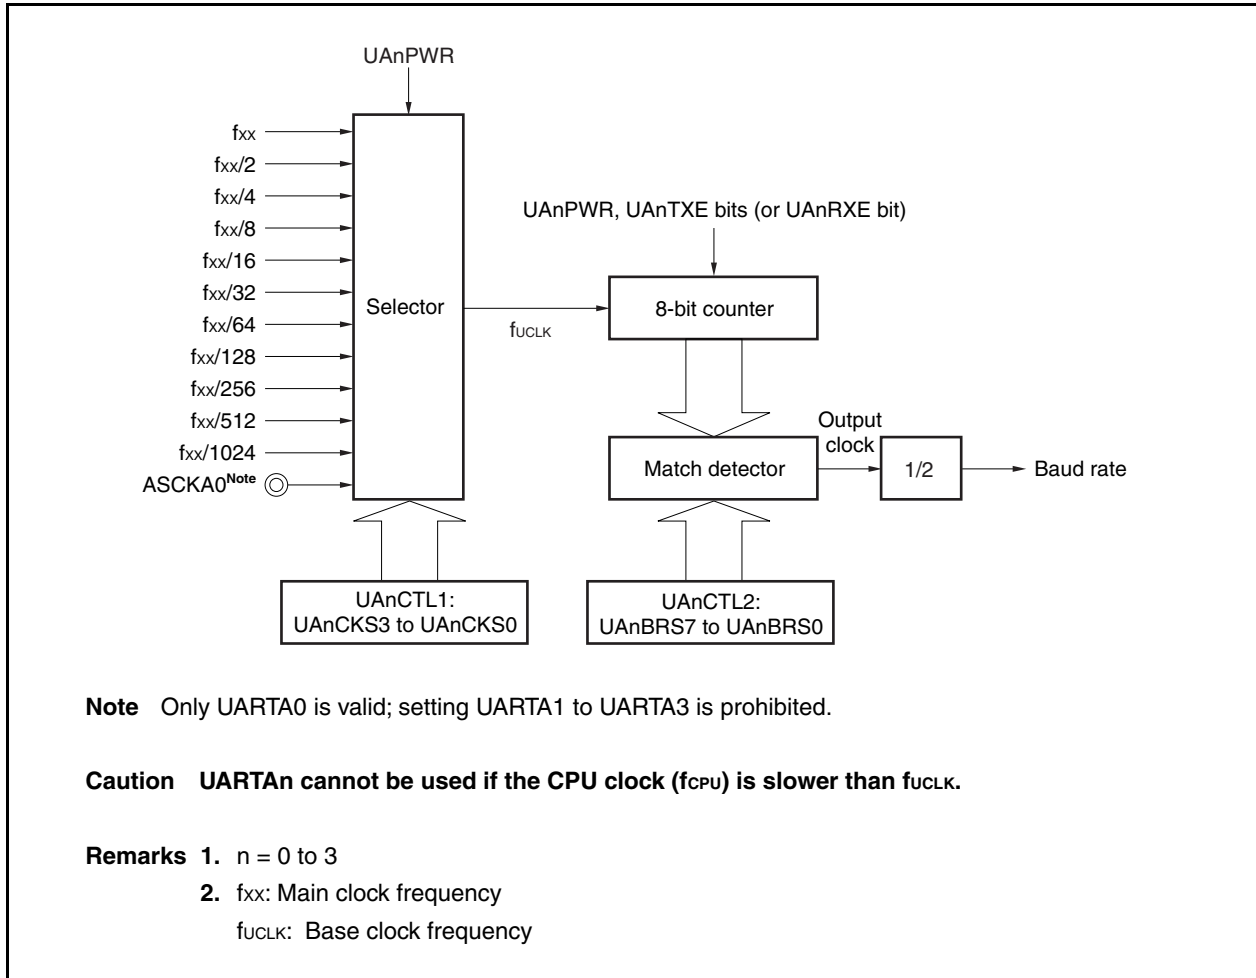 UAnPWR
fXX
fXX/2
fXX/4
fXX/8
fXX/16
fXX/32
fXX/64
fXX/128
fXX/256
fXX/512
fXX/1024
ASCKA0Note
Selector
fUCLK
UAnPWR, UAnTXE bits (or UAnRXE bit)
8-bit counter
Match detector
Output
clock
1/2
Baud rate
UAnCTL1:
UAnCKS3 to UAnCKS0
UAnCTL2:
UAnBRS7 to UAnBRS0
Note Only UARTA0 is valid; setting UARTA1 to UARTA3 is prohibited.
Caution UARTAn cannot be used if the CPU clock (fCPU) is slower than fUCLK.
Remarks 1. n = 0 to 3
2. fXX: Main clock frequency
fUCLK: Base clock frequency